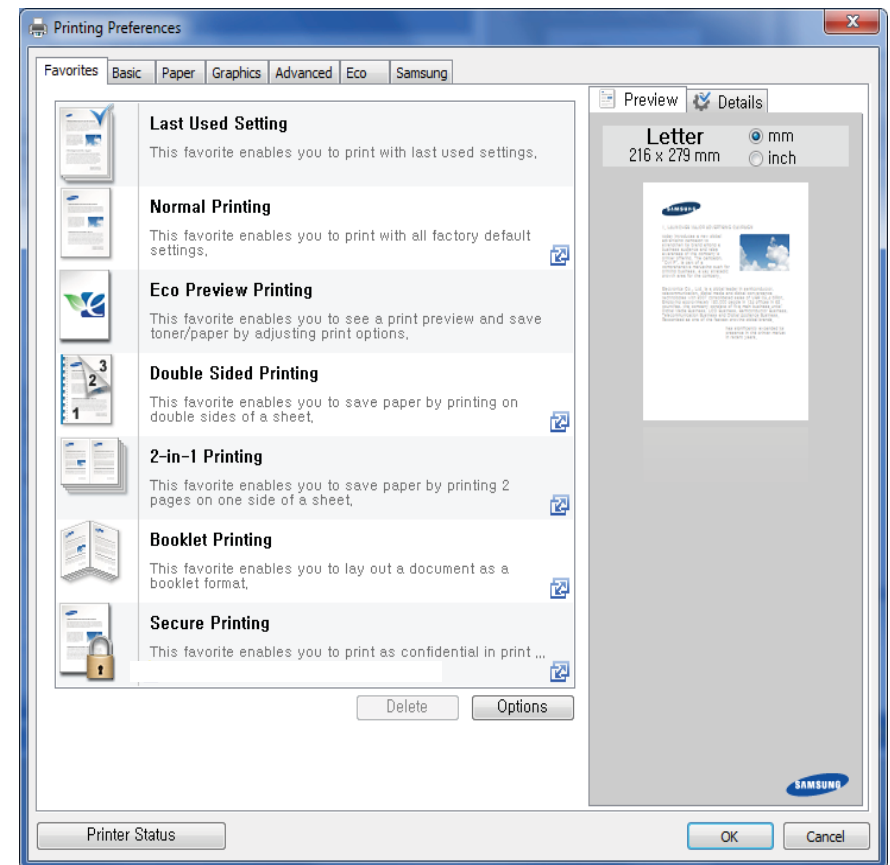 Printing Preferences
Favorites Basic Paper Graphics Advanced Eco Samsung
Last Used Setting
This favorite enables you to print with last used settings,
Normal Printing
This favorite enables you to print with all factory default
settings,
Eco Preview Printing
This favorite enables you to see a print preview and save
toner/paper by adjusting print options,
3
2
1
Double Sided Printing
This favorite enables you to save paper by printing on
double sides of a sheet,
2-in-1 Printing
This favorite enables you to save paper by printing 2
pages on one side of a sheet,
Booklet Printing
This favorite enables you to lay out a document as a
booklet format,
Secure Printing
This favorite enables you to print as confidential in print ...
Delete Options
Preview Details
Letter
216 x 279 mm
mm
inch
SAMSUNG
SAMSUNG
Printer Status
OK Cancel